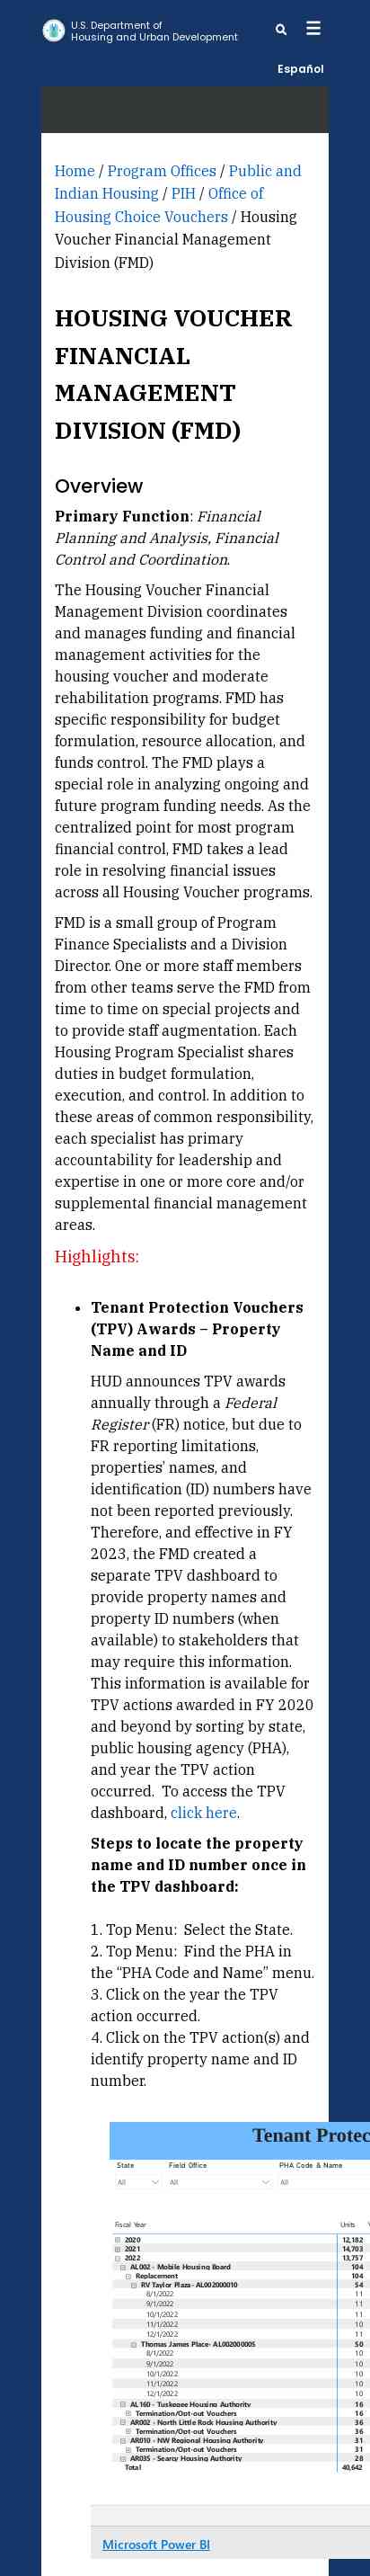 U.S. Department of
Housing and Urban Development
Español
Home / Program Offices / Public and
Indian Housing / PIH / Office of
Housing Choice Vouchers / Housing
Voucher Financial Management
Division (FMD)
HOUSING VOUCHER
FINANCIAL
MANAGEMENT
DIVISION (FMD)
Overview
Primary Function: Financial
Planning and Analysis, Financial
Control and Coordination.
The Housing Voucher Financial
Management Division coordinates
and manages funding and financial
management activities for the
housing voucher and moderate
rehabilitation programs. FMD has
specific responsibility for budget
formulation, resource allocation, and
funds control. The FMD plays a
special role in analyzing ongoing and
future program funding needs. As the
centralized point for most program
financial control, FMD takes a lead
role in resolving financial issues
across all Housing Voucher programs.
FMD is a small group of Program
Finance Specialists and a Division
Director. One or more staff members
from other teams serve the FMD from
time to time on special projects and
to provide staff augmentation. Each
Housing Program Specialist shares
duties in budget formulation,
execution, and control. In addition to
these areas of common responsibility,
each specialist has primary
accountability for leadership and
expertise in one or more core and/or
supplemental financial management
areas.
Highlights:
• Tenant Protection Vouchers
(TPV) Awards – Property
Name and ID
HUD announces TPV awards
annually through a Federal
Register (FR) notice, but due to
FR reporting limitations,
properties’ names, and
identification (ID) numbers have
not been reported previously.
Therefore, and effective in FY
2023, the FMD created a
separate TPV dashboard to
provide property names and
property ID numbers (when
available) to stakeholders that
may require this information.
This information is available for
TPV actions awarded in FY 2020
and beyond by sorting by state,
public housing agency (PHA),
and year the TPV action
occurred.  To access the TPV
dashboard, click here.
Steps to locate the property
name and ID number once in
the TPV dashboard:
1. Top Menu:  Select the State.
2. Top Menu:  Find the PHA in
the “PHA Code and Name” menu.
3. Click on the year the TPV
action occurred.
4. Click on the TPV action(s) and
identify property name and ID
number.
Tenant Protec
State Field Office PHA Code & Name
All All All
Fiscal Year Units
2020 12,182
2021 14,703
2022 13,757
AL002 - Mobile Housing Board 104
Replacement 104
RV Taylor Plaza- AL002000010 54
8/1/2022 11
9/1/2022 11
10/1/2022 11
11/1/2022 10
12/1/2022 11
Thomas James Place- AL002000005 50
8/1/2022 10
9/1/2022 10
10/1/2022 10
11/1/2022 10
12/1/2022 10
AL160 - Tuskegee Housing Authority 16
Termination/Opt-out Vouchers 16
AR002 - North Little Rock Housing Authority 36
Termination/Opt-out Vouchers 36
AR010 - NW Regional Housing Authority 31
Termination/Opt-out Vouchers 31
AR035 - Searcy Housing Authority 28
Total 40,642
Microsoft Power BI